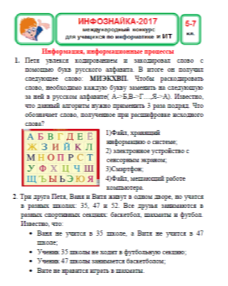 ИНФОЗНАЙКА-2017
международный конкурс
для учащихся по информатике и ИТ
5-7
кл.
Информация, информационные процессы
1. Петя увлекся кодированием и закодировал слово с
помощью букв русского алфавита. В итоге он получил
следующее слово: Чтобы раскодировать
слово, необходимо каждую букву заменить на следующую
за ней в русском алфавите( А->Б,Б->Г...,Я->А). Известно,
что данный алгоритм нужно применить 3 раза подряд. Что
обозначает слово, полученное при расшифровке исходного
слова?
А Б В Г Д Е Ё
Ж З И Й К Л
М Н О П Р С Т
У Ф Х Ц Ч Ш
Щ Ъ Ы Ь Э Ю Я
1)Файл, хранящий
информацию о системе;
2) электронное устройство с
сенсорным экраном;
3)Смартфон;
4)Файл, мешающий работе
компьютера.
2. Три друга Петя, Ваня и Витя живут в одном дворе, но учатся
в разных школах: 35, 47 и 52. Все друзья занимаются в
разных спортивных секциях: баскетбол, шахматы и футбол.
Известно, что:
• Ваня не учится в 35 школе, а Витя не учится в 47
школе;
• Ученик 35 школы не ходит в футбольную секцию;
• Ученик 47 школы занимается баскетболом;
• Вите не нравится играть в шахматы.